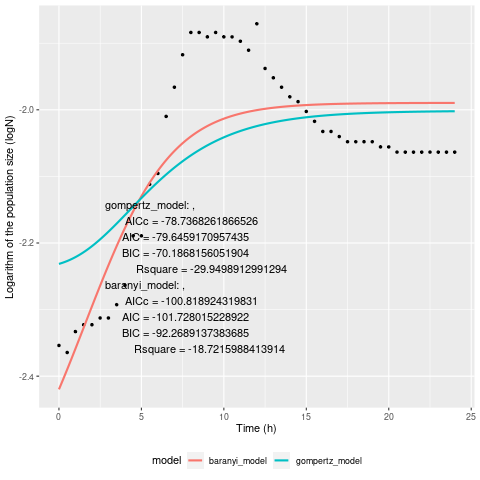 -2.0
-2.2
-2.4
Logarithm of the population size (logN)
gompertz_model: ,
AICc = -78.7368261866526
AIC = -79.6459170957435
BIC = -70.1868156051904
Rsquare = -29.9498912991294
baranyi_model: ,
AICc = -100.818924319831
AIC = -101.728015228922
BIC = -92.2689137383685
Rsquare = -18.7215988413914
0 5 10 15 20 25
Time (h)
model baranyi_model gompertz_model